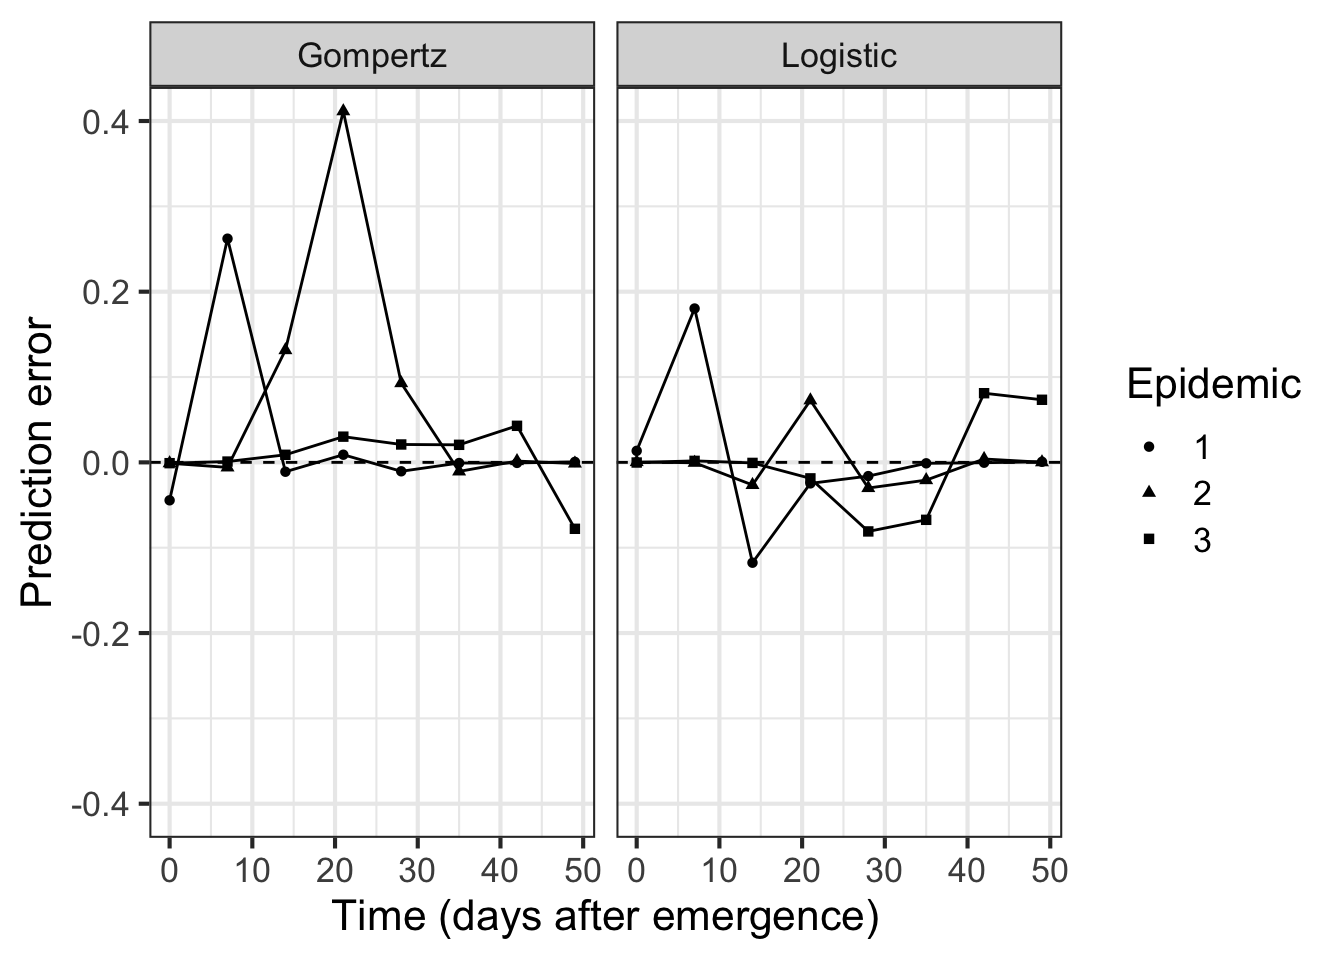 Gompertz Logistic
0.4
0.2
0.0
-0.2
-0.4
Prediction error
0 10 20 30 40 50 0 10 20 30 40 50
Time (days after emergence)
Epidemic
1
2
3